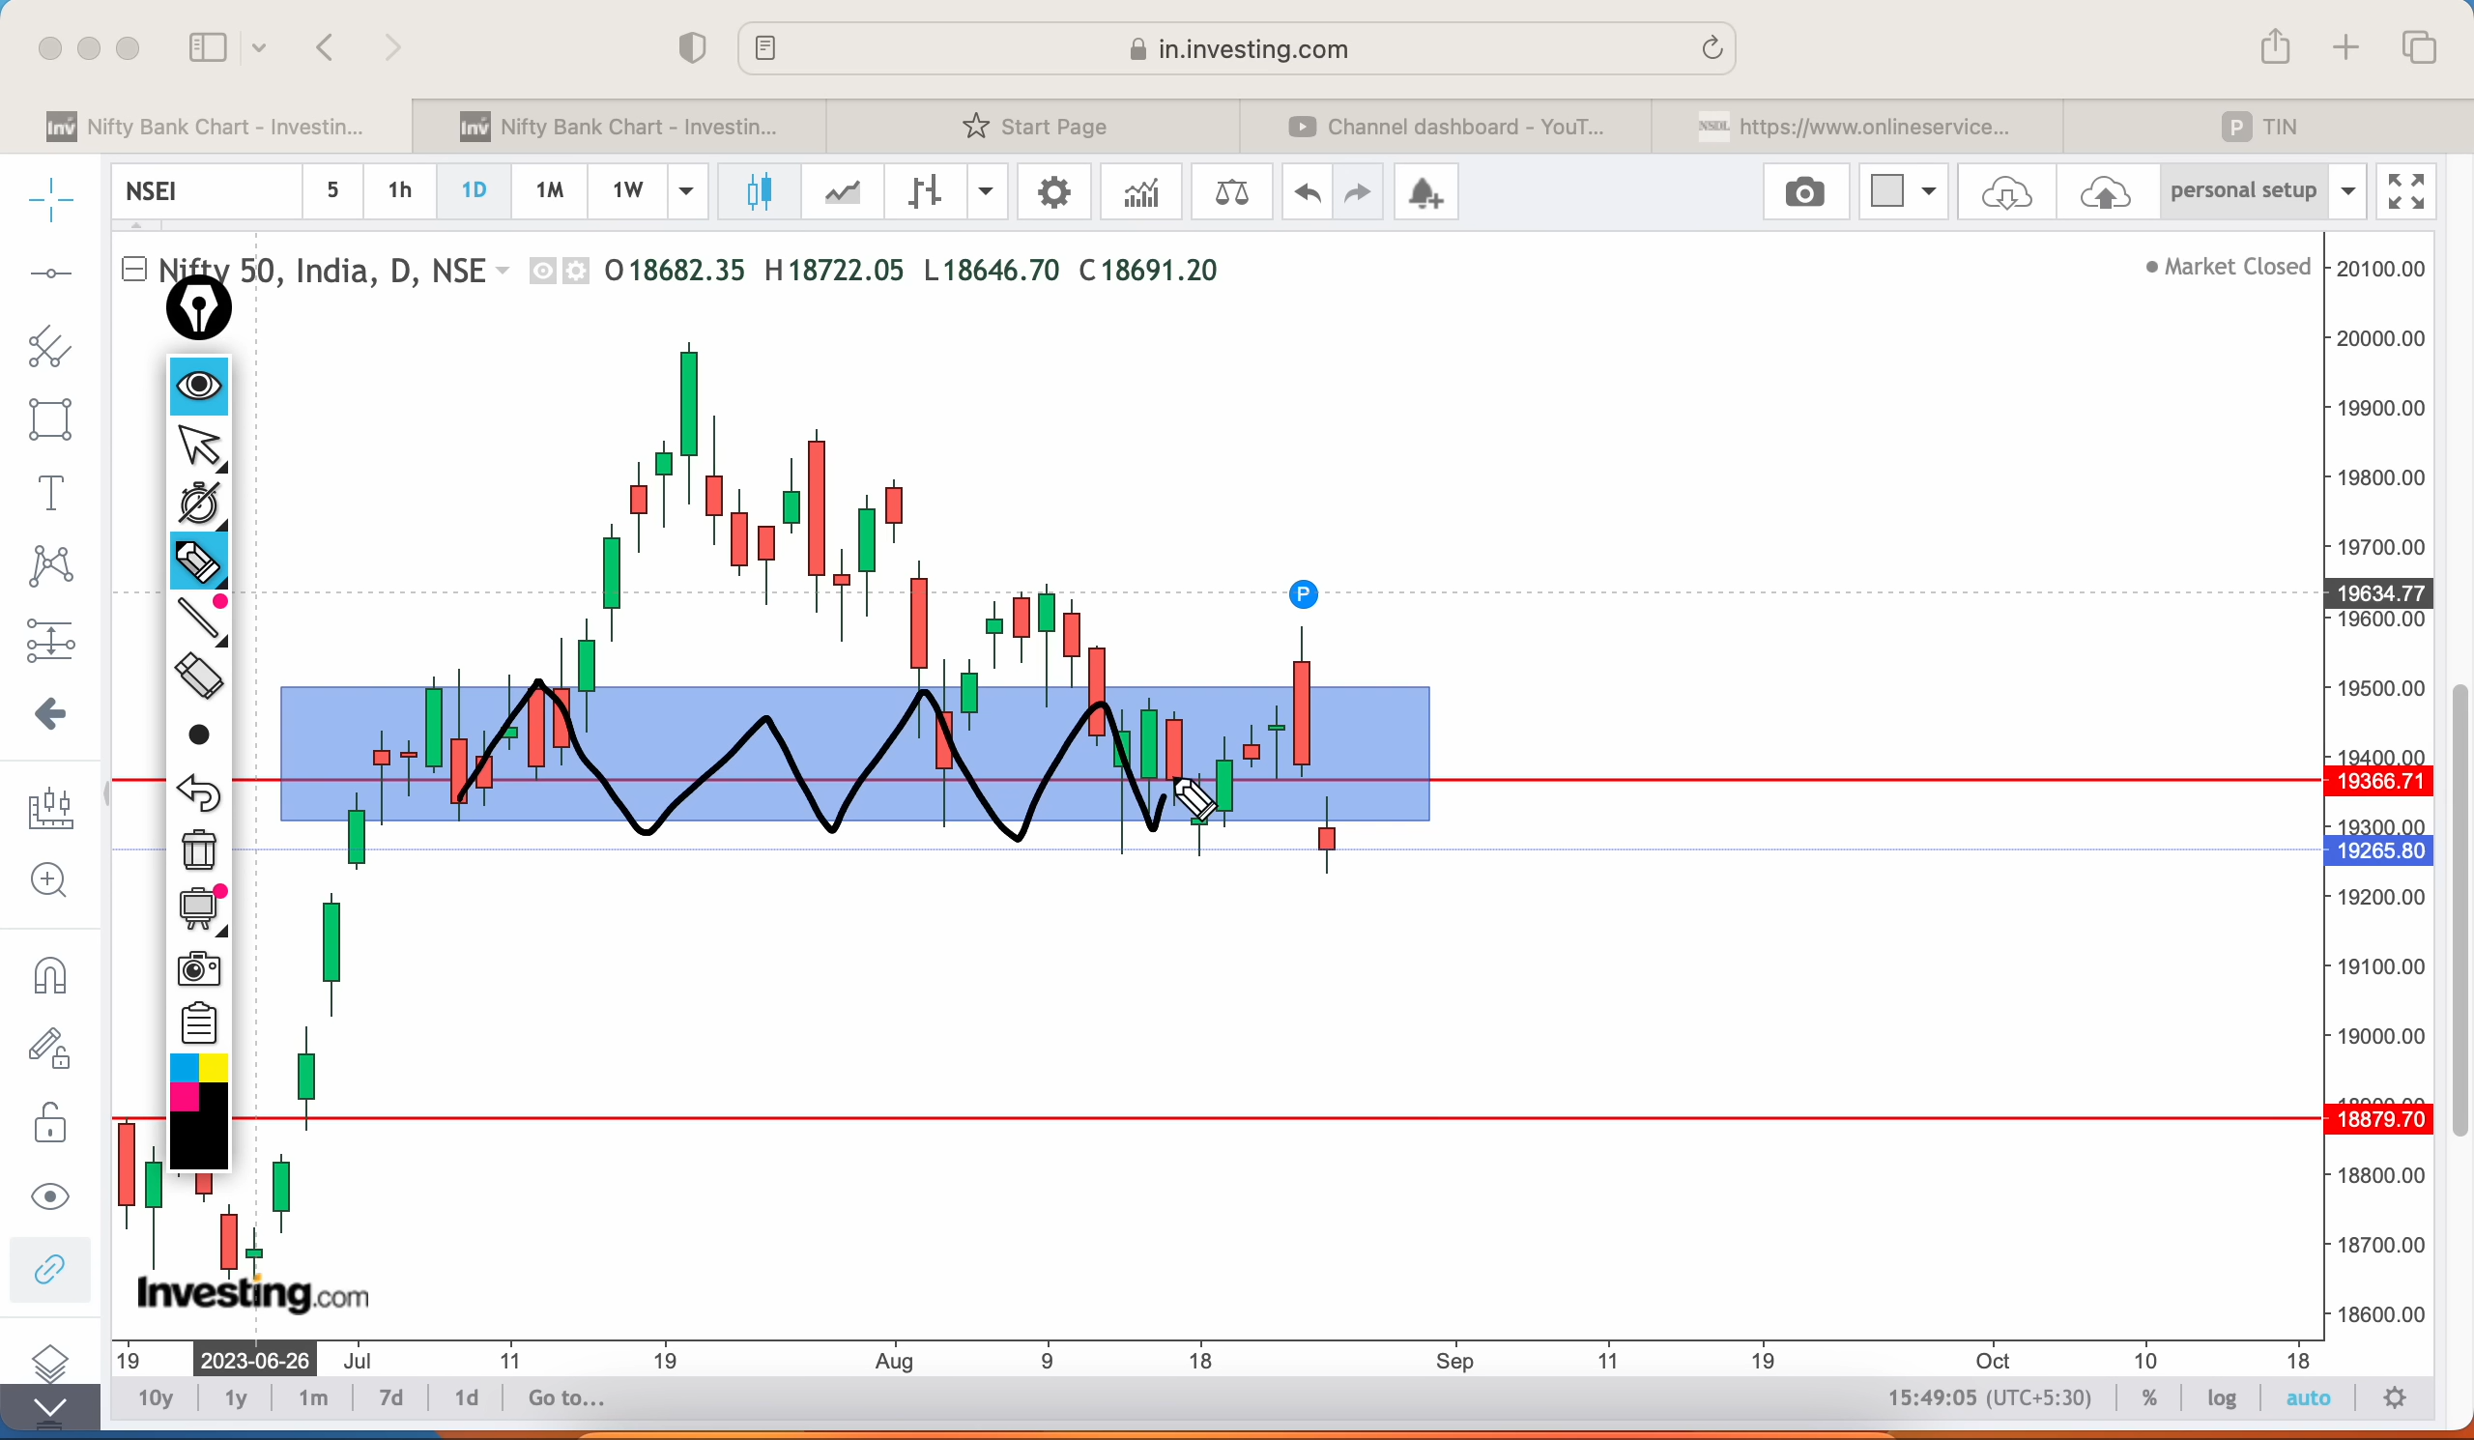 in.investing.com
Inv Nifty Bank Chart - Investin...
Inv Nifty Bank Chart - Investin...
Start Page
Channel dashboard - YouT...
NSDL https://www.onlineservice...
P TIN
NSEI 5 1h 1D 1M 1W personal setup
Nifty 50, India, D, NSE O18682.35 H18722.05 L18646.70 C18691.20
Market Closed
20100.00
20000.00
19900.00
19800.00
19700.00
P
19634.77
19600.00
19500.00
19400.00
19366.71
19300.00
19265.80
19200.00
19100.00
19000.00
18879.70
18800.00
18700.00
18600.00
Investing.com
19 2023-06-26 Jul 11 19 Aug 9 18 Sep 11 19 Oct 10 18
10y 1y 1m 7d 1d Go to... 15:49:05 (UTC+5:30) % log auto
T